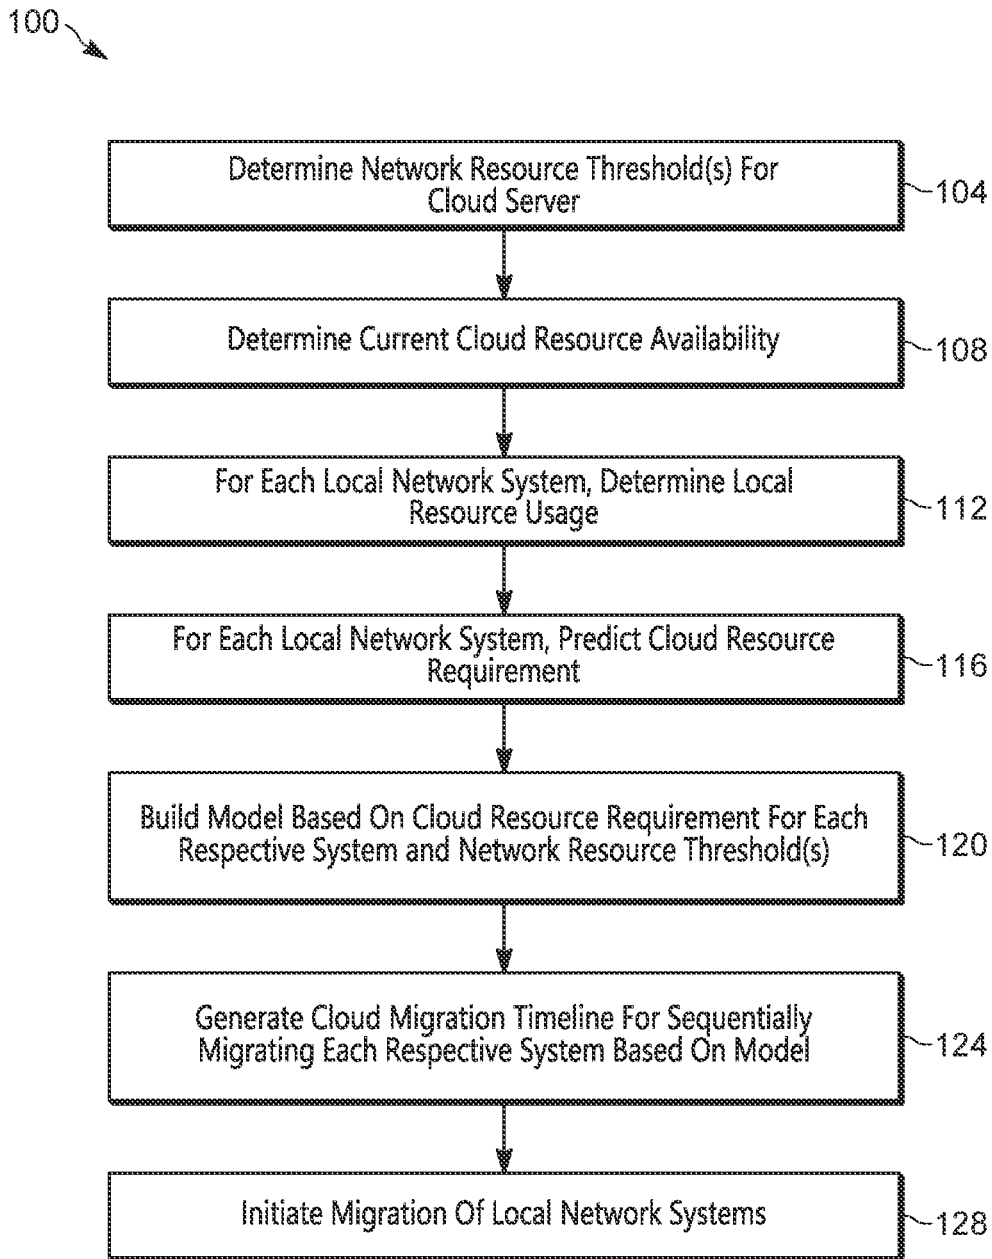 100
Determine Network Resource Threshold(s) For
Cloud Server
104
Determine Current Cloud Resource Availability
108
For Each Local Network System, Determine Local
Resource Usage
112
For Each Local Network System, Predict Cloud Resource
Requirement
116
Build Model Based On Cloud Resource Requirement For Each
Respective System and Network Resource Threshold(s)
120
Generate Cloud Migration Timeline For Sequentially
Migrating Each Respective System Based On Model
124
Initiate Migration Of Local Network Systems
128